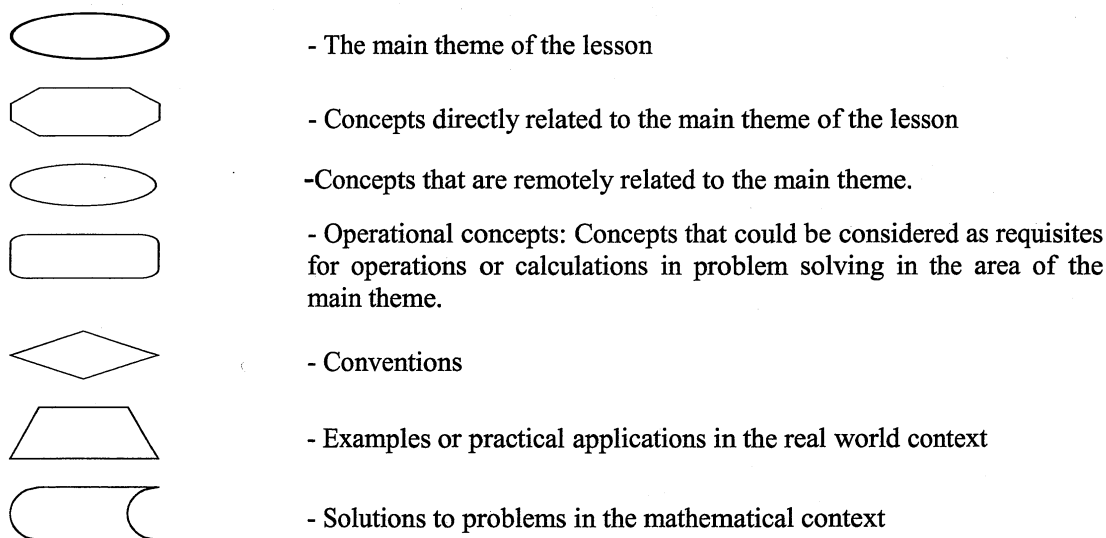 - The main theme of the lesson
- Concepts directly related to the main theme of the lesson
-Concepts that are remotely related to the main theme.
- Operational concepts: Concepts that could be considered as requisites
for operations or calculations in problem solving in the area of the
main theme.
- Conventions
- Examples or practical applications in the real world context
- Solutions to problems in the mathematical context